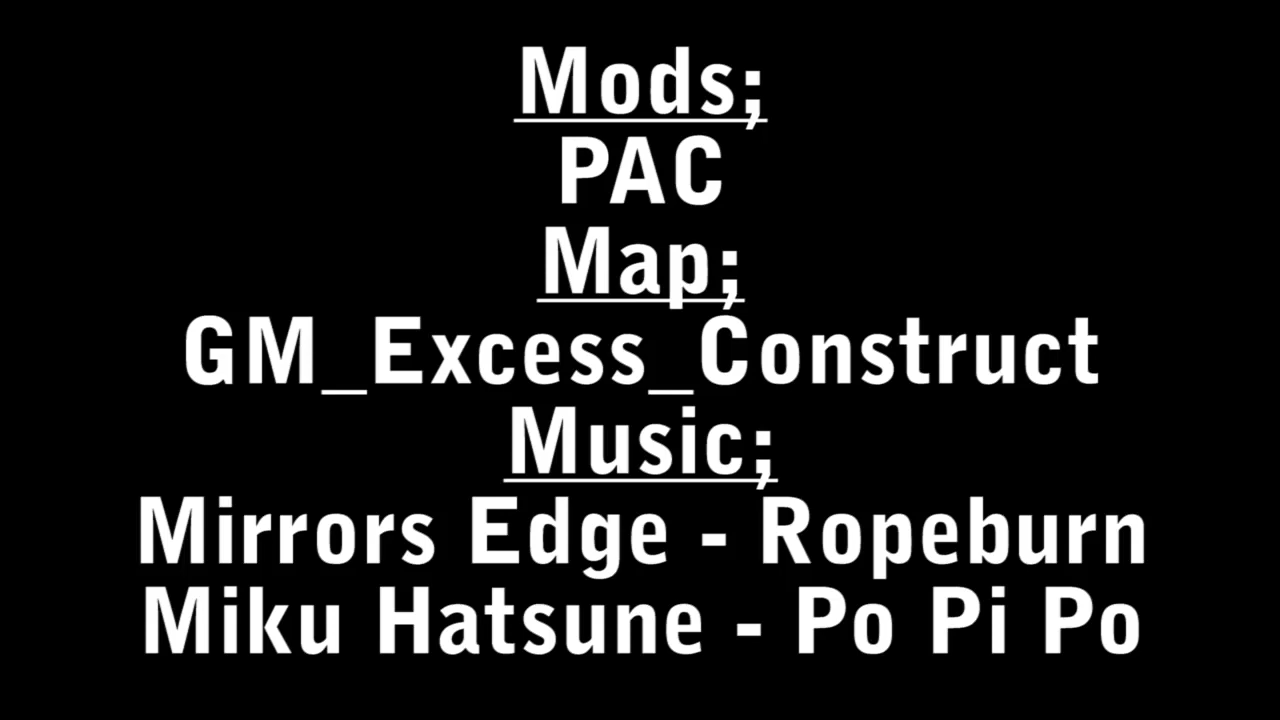 Mods;
PAC
Map;
GM_Excess_Construct
Music;
Mirrors Edge - Ropeburn
Miku Hatsune - Po Pi Po